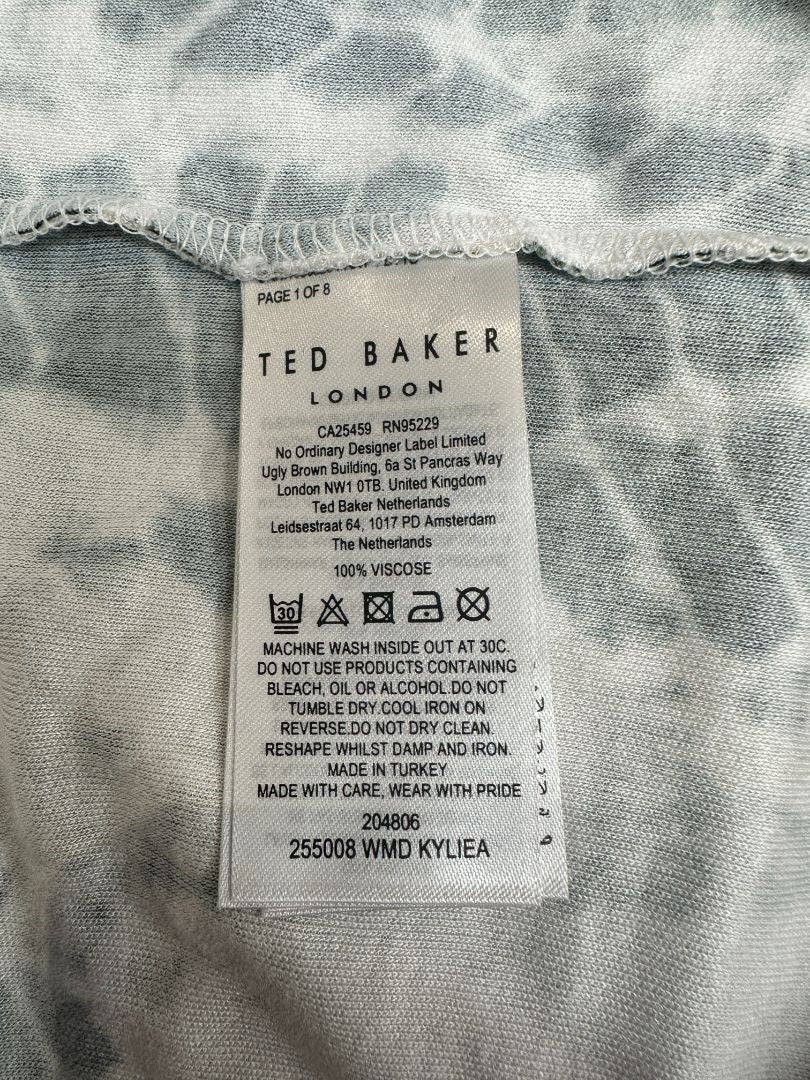 PAGE 1 OF 8
TED BAKER
LONDON
CA25459 RN95229
No Ordinary Designer Label Limited
Ugly Brown Building, 6a St Pancras Way
London NW1 0TB. United Kingdom
Ted Baker Netherlands
Leidsestraat 64, 1017 PD Amsterdam
The Netherlands
100% VISCOSE
30
MACHINE WASH INSIDE OUT AT 30C.
DO NOT USE PRODUCTS CONTAINING
BLEACH, OIL OR ALCOHOL.DO NOT
TUMBLE DRY.COOL IRON ON
REVERSE.DO NOT DRY CLEAN.
RESHAPE WHILST DAMP AND IRON.
MADE IN TURKEY
MADE WITH CARE, WEAR WITH PRIDE
204806
255008 WMD KYLIEA